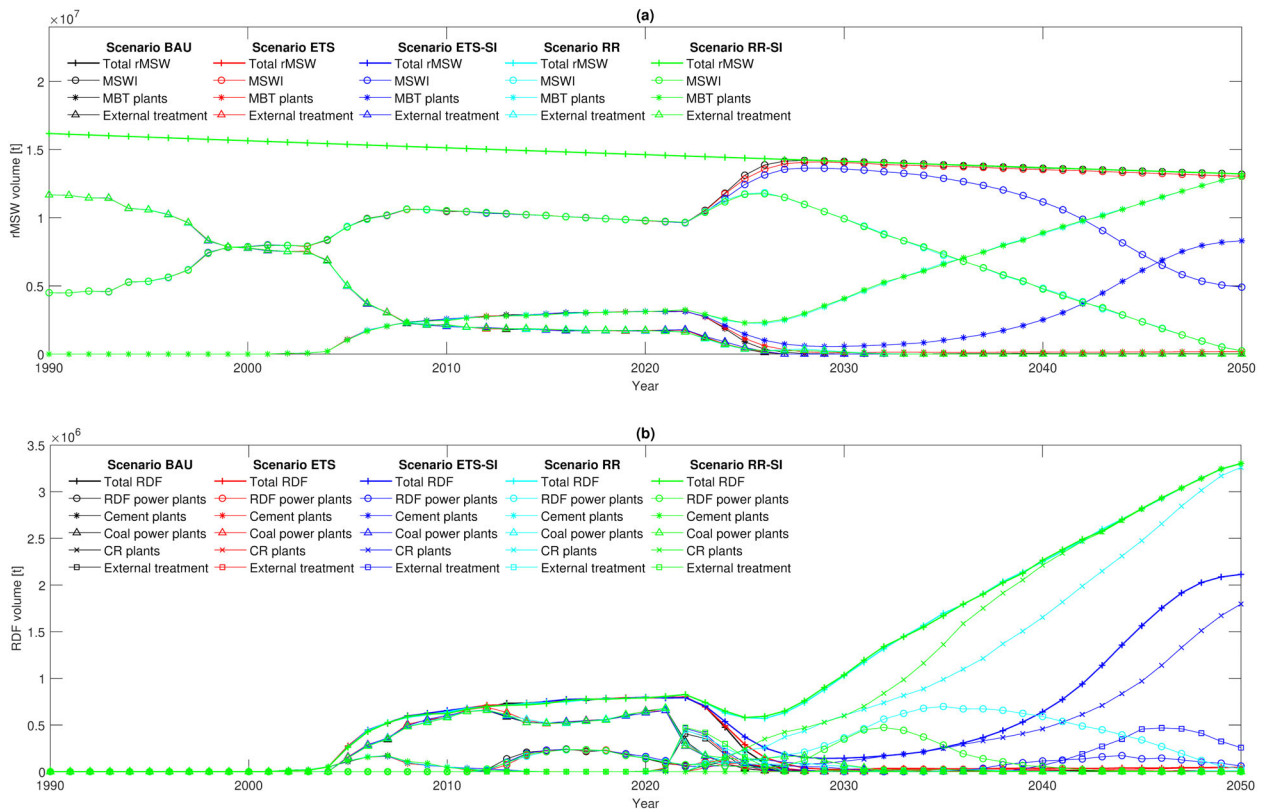 (a)
×10⁷
Scenario BAU Scenario ETS Scenario ETS-SI Scenario RR Scenario RR-SI
Total rMSW Total rMSW Total rMSW Total rMSW Total rMSW
MSWI MSWI MSWI MSWI MSWI
MBT plants MBT plants MBT plants MBT plants MBT plants
External treatment External treatment External treatment External treatment External treatment
2
1.5
1
0.5
0
rMSW volume [t]
1990 2000 2010 2020 2030 2040 2050
Year
(b)
×10⁶
3.5
Scenario BAU Scenario ETS Scenario ETS-SI Scenario RR Scenario RR-SI
Total RDF Total RDF Total RDF Total RDF Total RDF
RDF power plants RDF power plants RDF power plants RDF power plants RDF power plants
Cement plants Cement plants Cement plants Cement plants Cement plants
Coal power plants Coal power plants Coal power plants Coal power plants Coal power plants
CR plants CR plants CR plants CR plants CR plants
External treatment External treatment External treatment External treatment External treatment
3
2.5
2
1.5
1
0.5
0
RDF volume [t]
1990 2000 2010 2020 2030 2040 2050
Year